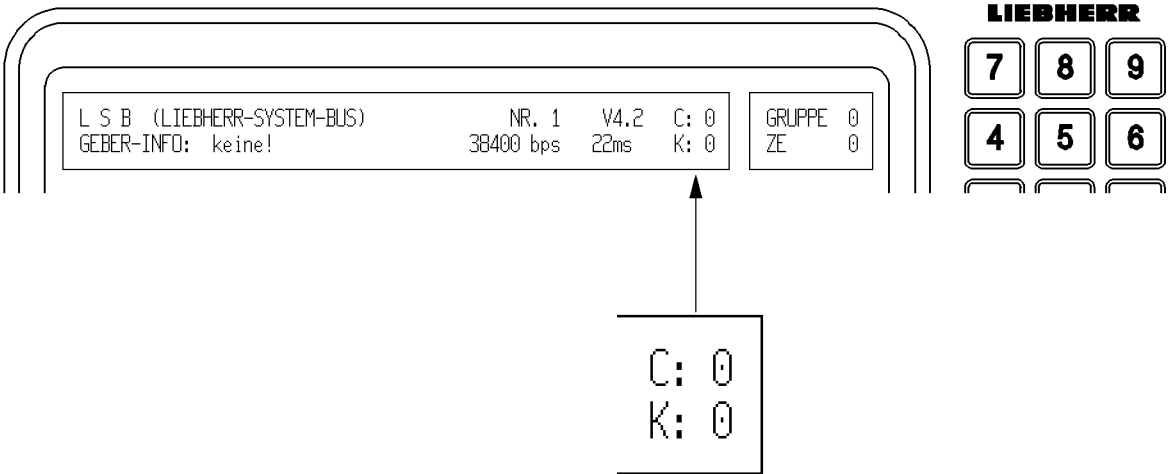 LIEBHERR
7 8 9
L S B (LIEBHERR-SYSTEM-BUS) NR. 1 V4.2 C: 0 GRUPPE 0
GEBER-INFO: keine! 38400 bps 22ms K: 0 ZE 0
4 5 6
C: 0
K: 0